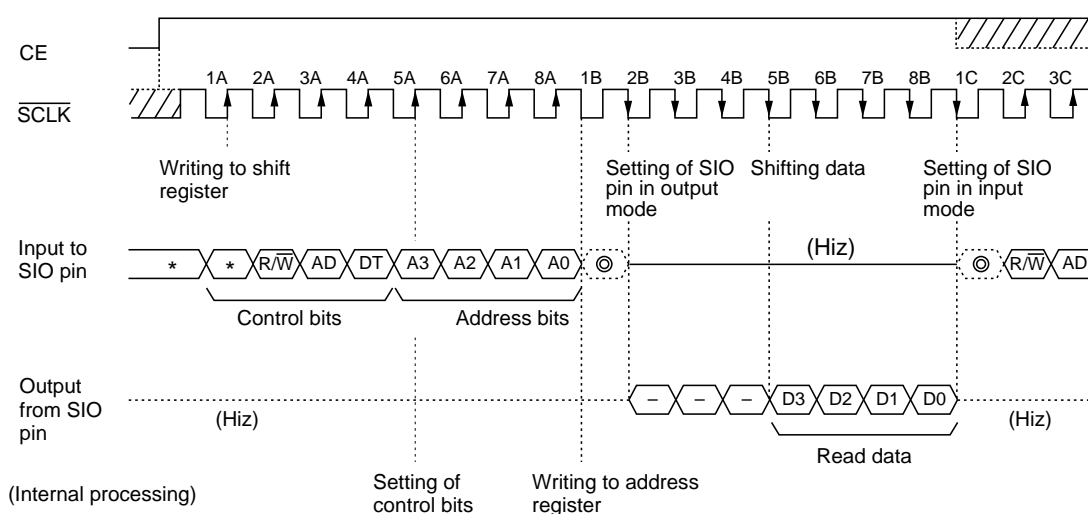 CE
1A 2A 3A 4A 5A 6A 7A 8A 1B 2B 3B 4B 5B 6B 7B 8B 1C 2C 3C
SCLK
Writing to shift
register
Setting of SIO
pin in output
mode
Shifting data
Setting of SIO
pin in input
mode
Input to
SIO pin
* * R/W AD DT A3 A2 A1 A0 ◎ (Hiz) ◎ R/W AD
Control bits Address bits
Output
from SIO
pin
(Hiz) – – – D3 D2 D1 D0 (Hiz)
Read data
(Internal processing)
Setting of
control bits
Writing to address
register